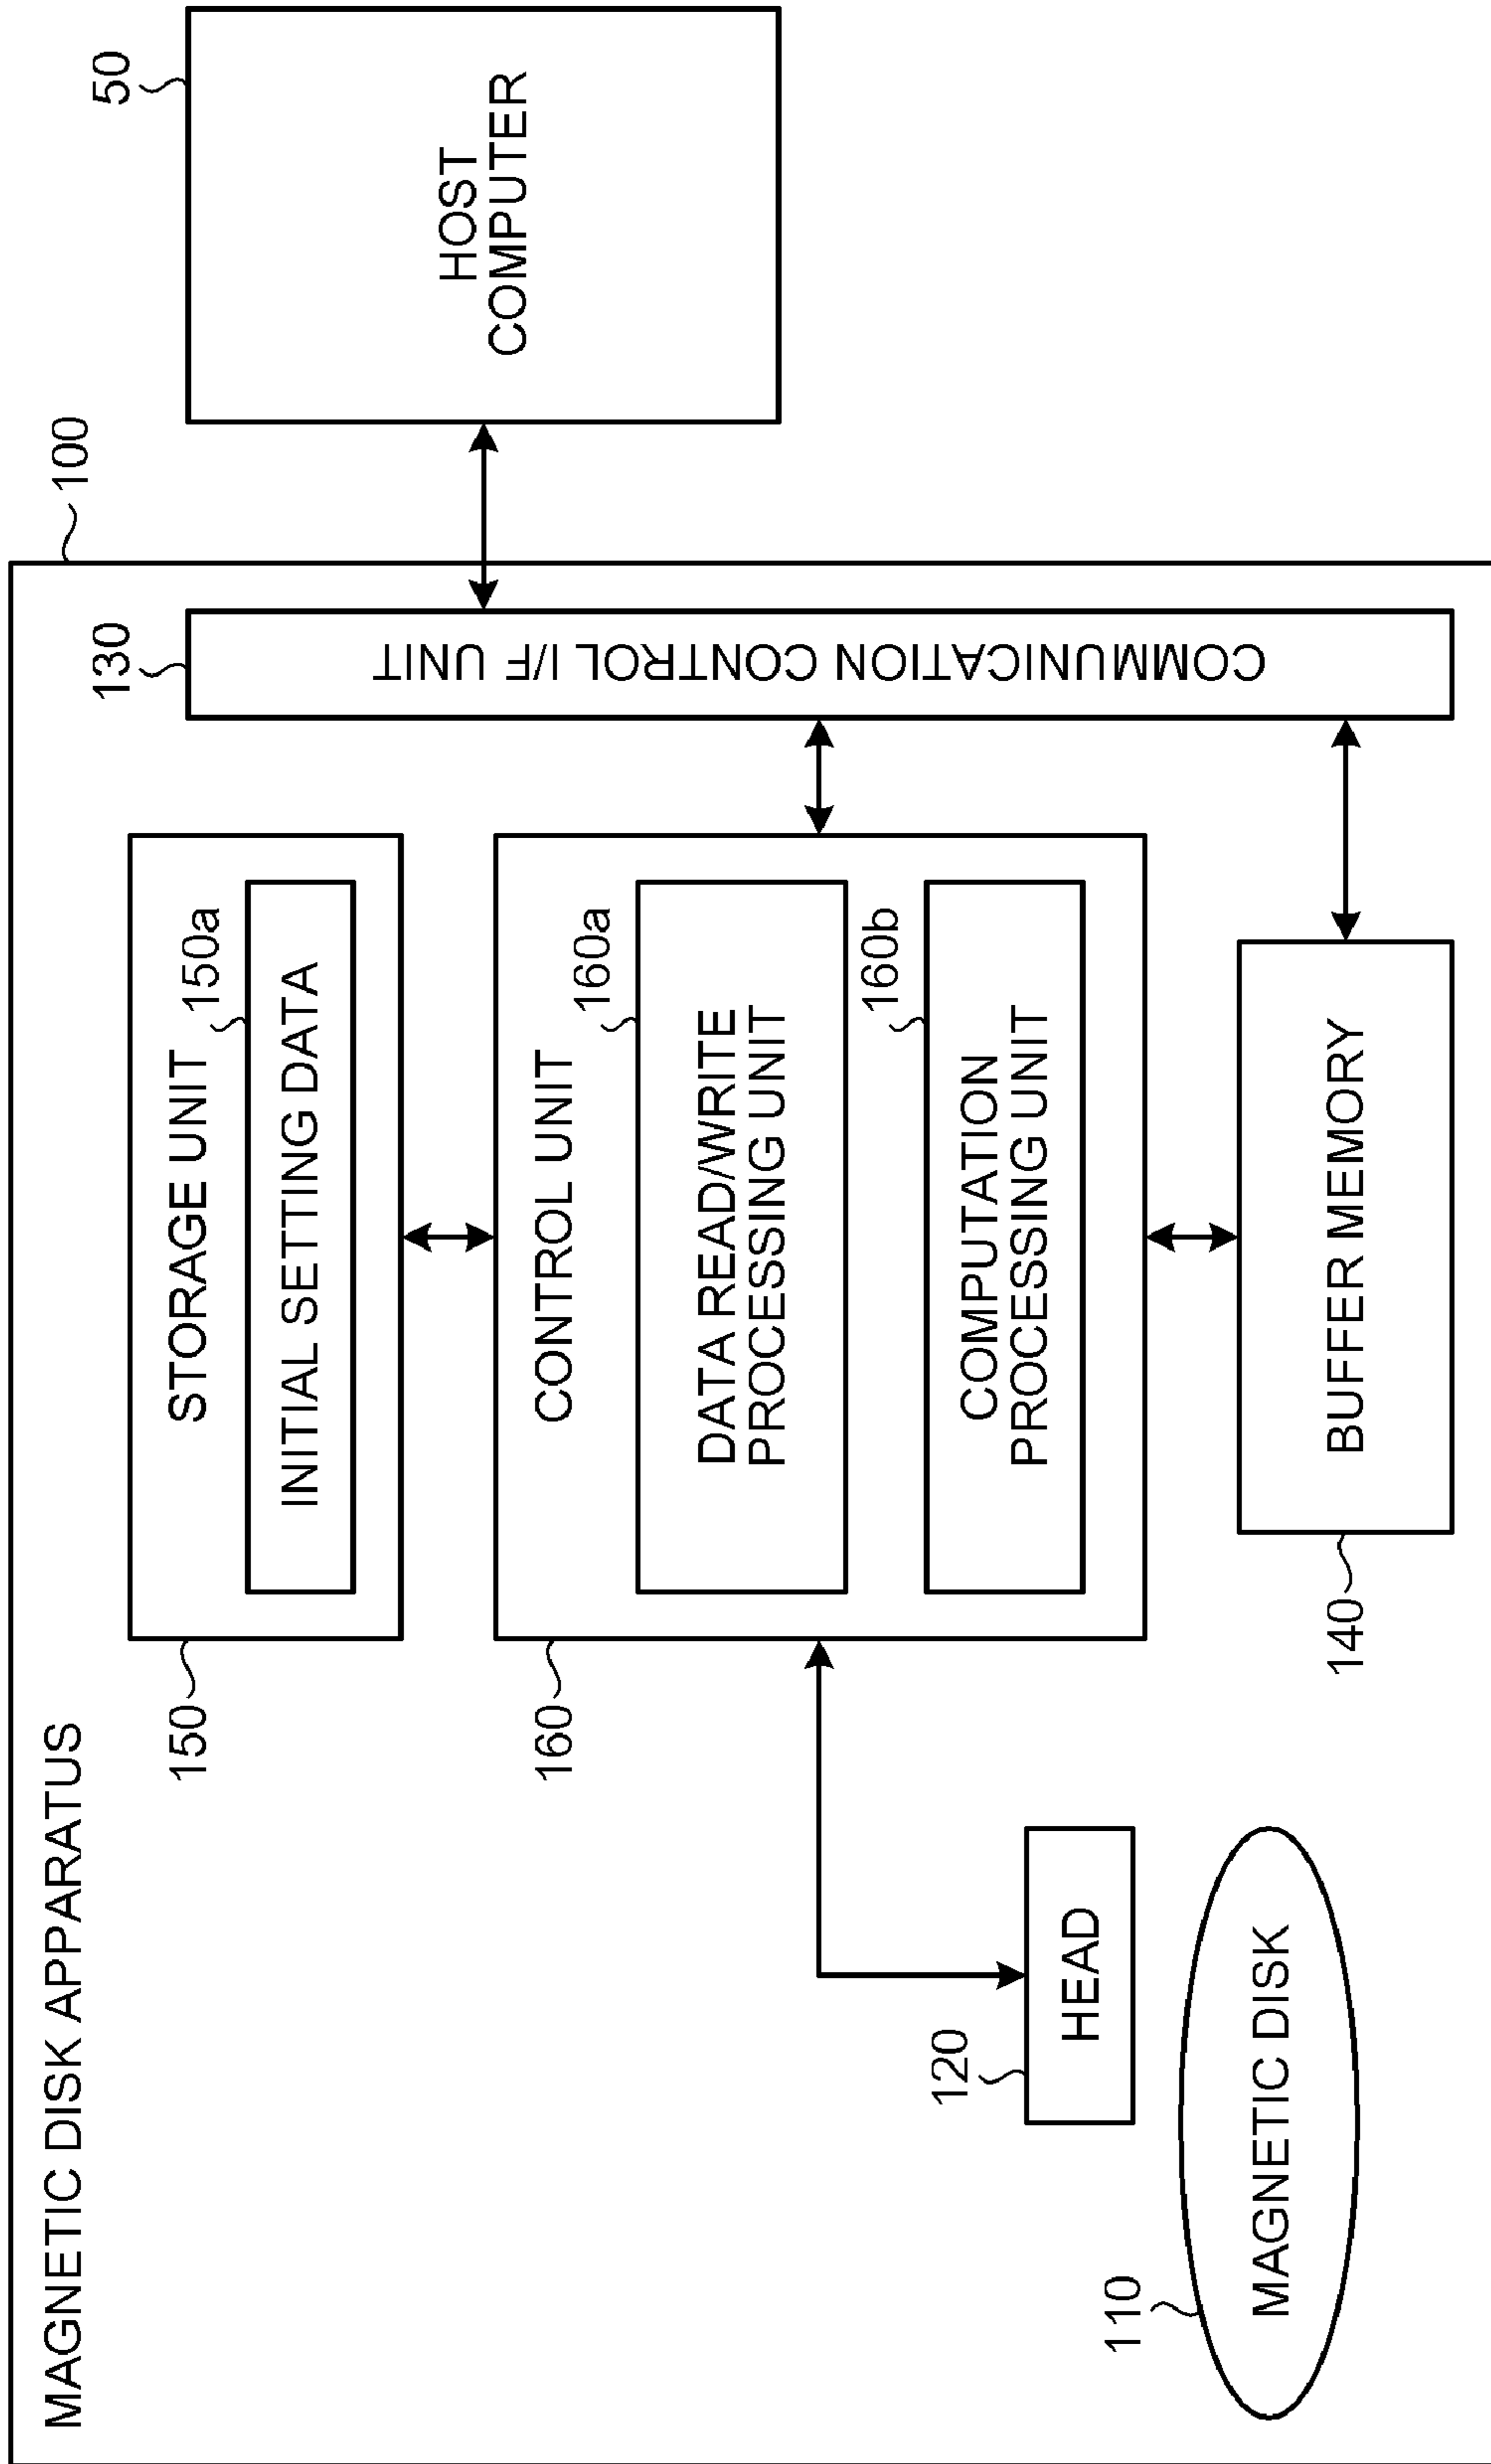 MAGNETIC DISK APPARATUS
100
50
HOST
COMPUTER
130
COMMUNICATION CONTROL I/F UNIT
150
STORAGE UNIT
150a
INITIAL SETTING DATA
160
CONTROL UNIT
160a
DATA READ/WRITE
PROCESSING UNIT
160b
COMPUTATION
PROCESSING UNIT
120
HEAD
110
MAGNETIC DISK
140
BUFFER MEMORY